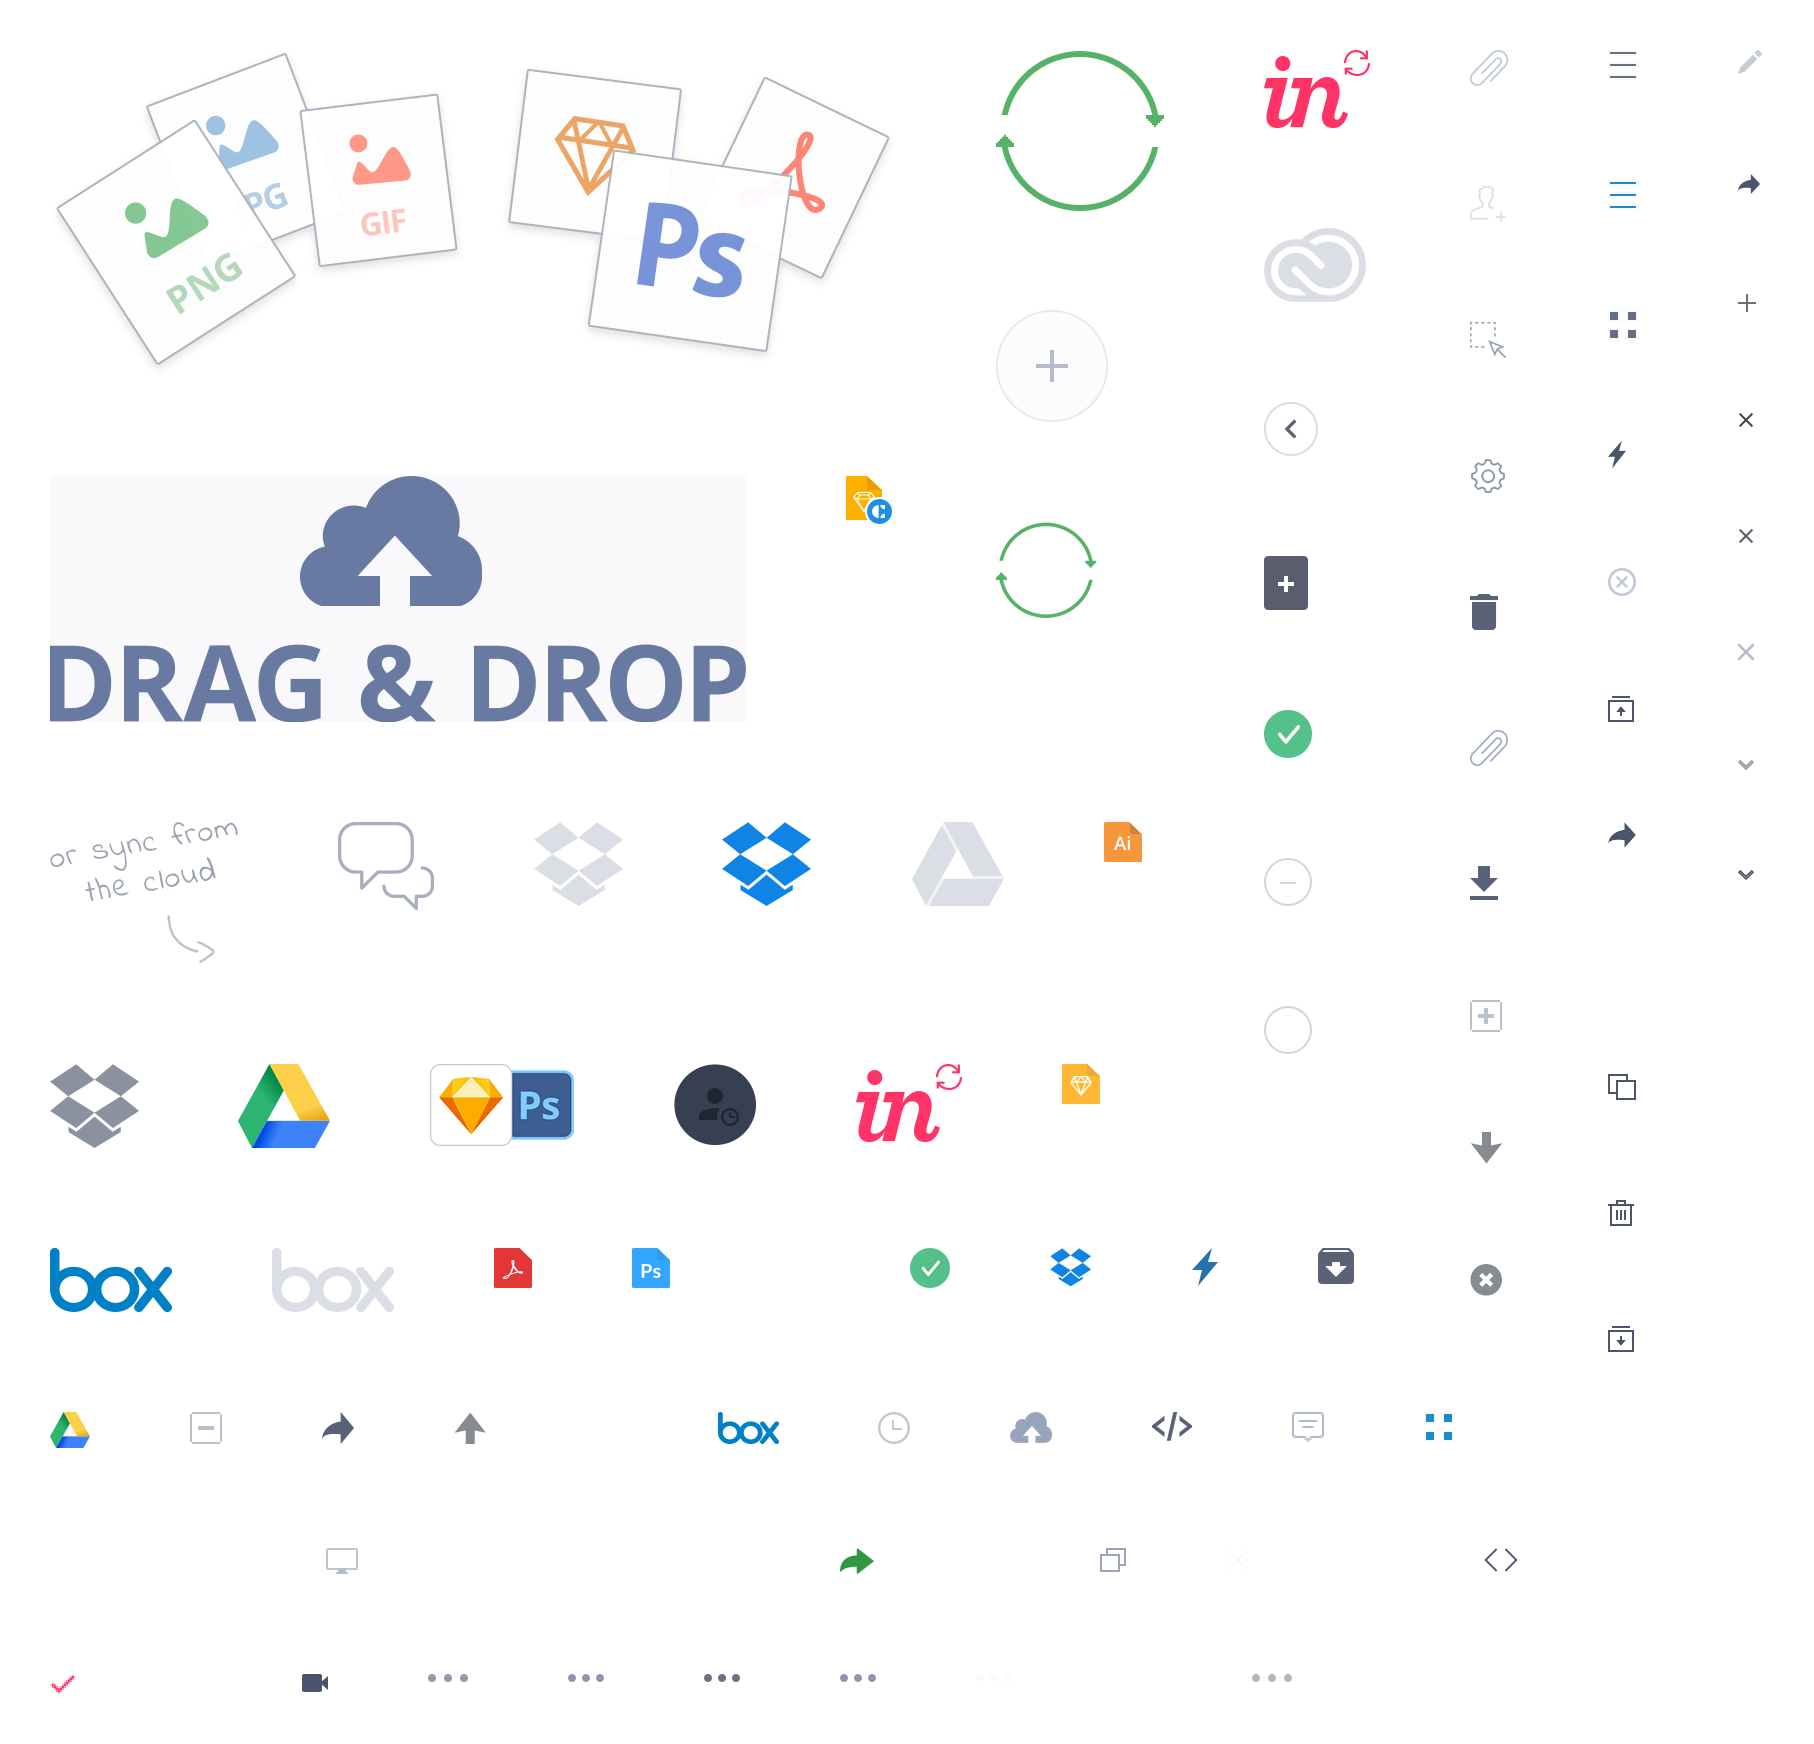 PG
GIF
PNG
Ps
in
DRAG & DROP
or sync from
the cloud
Ai
Ps
in
box
box
Ps
box